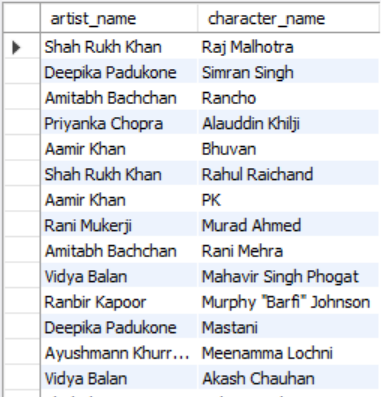 artist_name character_name
Shah Rukh Khan Raj Malhotra
Deepika Padukone Simran Singh
Amitabh Bachchan Rancho
Priyanka Chopra Alauddin Khilji
Aamir Khan Bhuvan
Shah Rukh Khan Rahul Raichand
Aamir Khan PK
Rani Mukerji Murad Ahmed
Amitabh Bachchan Rani Mehra
Vidya Balan Mahavir Singh Phogat
Ranbir Kapoor Murphy "Barfi" Johnson
Deepika Padukone Mastani
Ayushmann Khurr... Meenamma Lochni
Vidya Balan Akash Chauhan